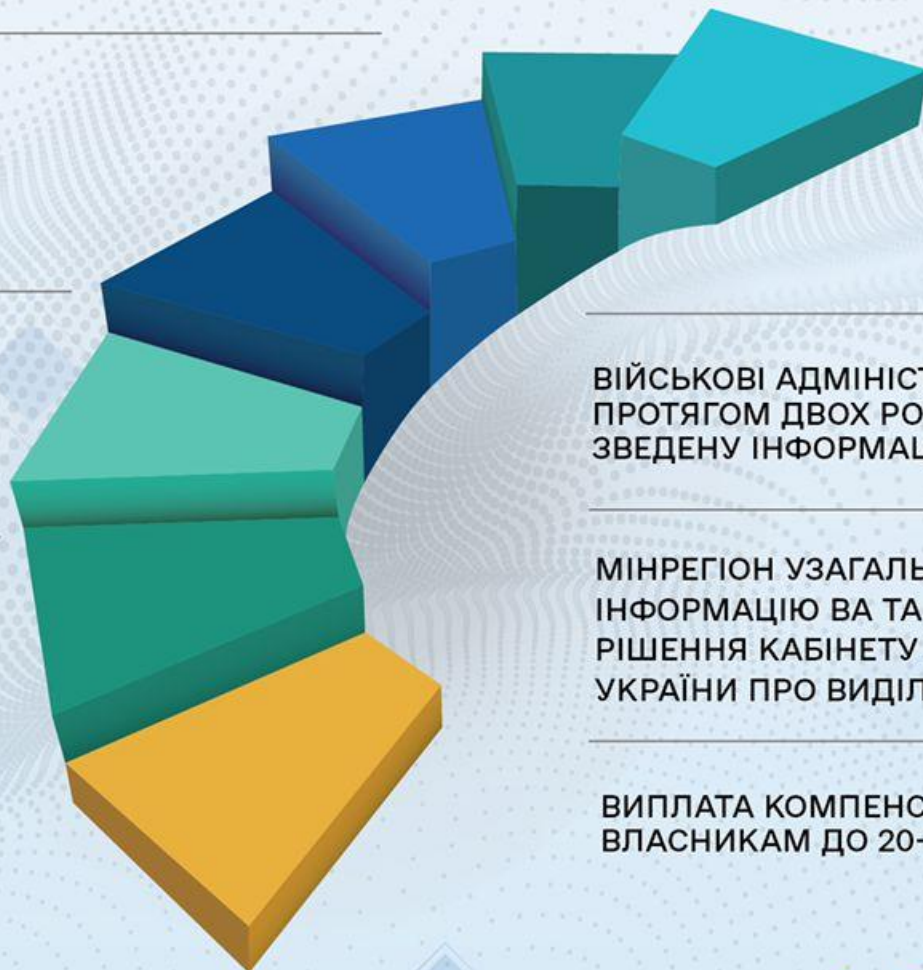 ВІЙСЬКОВІ АДМІНІСТ
ПРОТЯГОМ ДВОХ РО
ЗВЕДЕНУ ІНФОРМАЦ
МІНРЕГІОН УЗАГАЛЬ
ІНФОРМАЦІЮ ВА ТА
РІШЕННЯ КАБІНЕТУ
УКРАЇНИ ПРО ВИДІЛ
ВИПЛАТА КОМПЕНС
ВЛАСНИКАМ ДО 20-